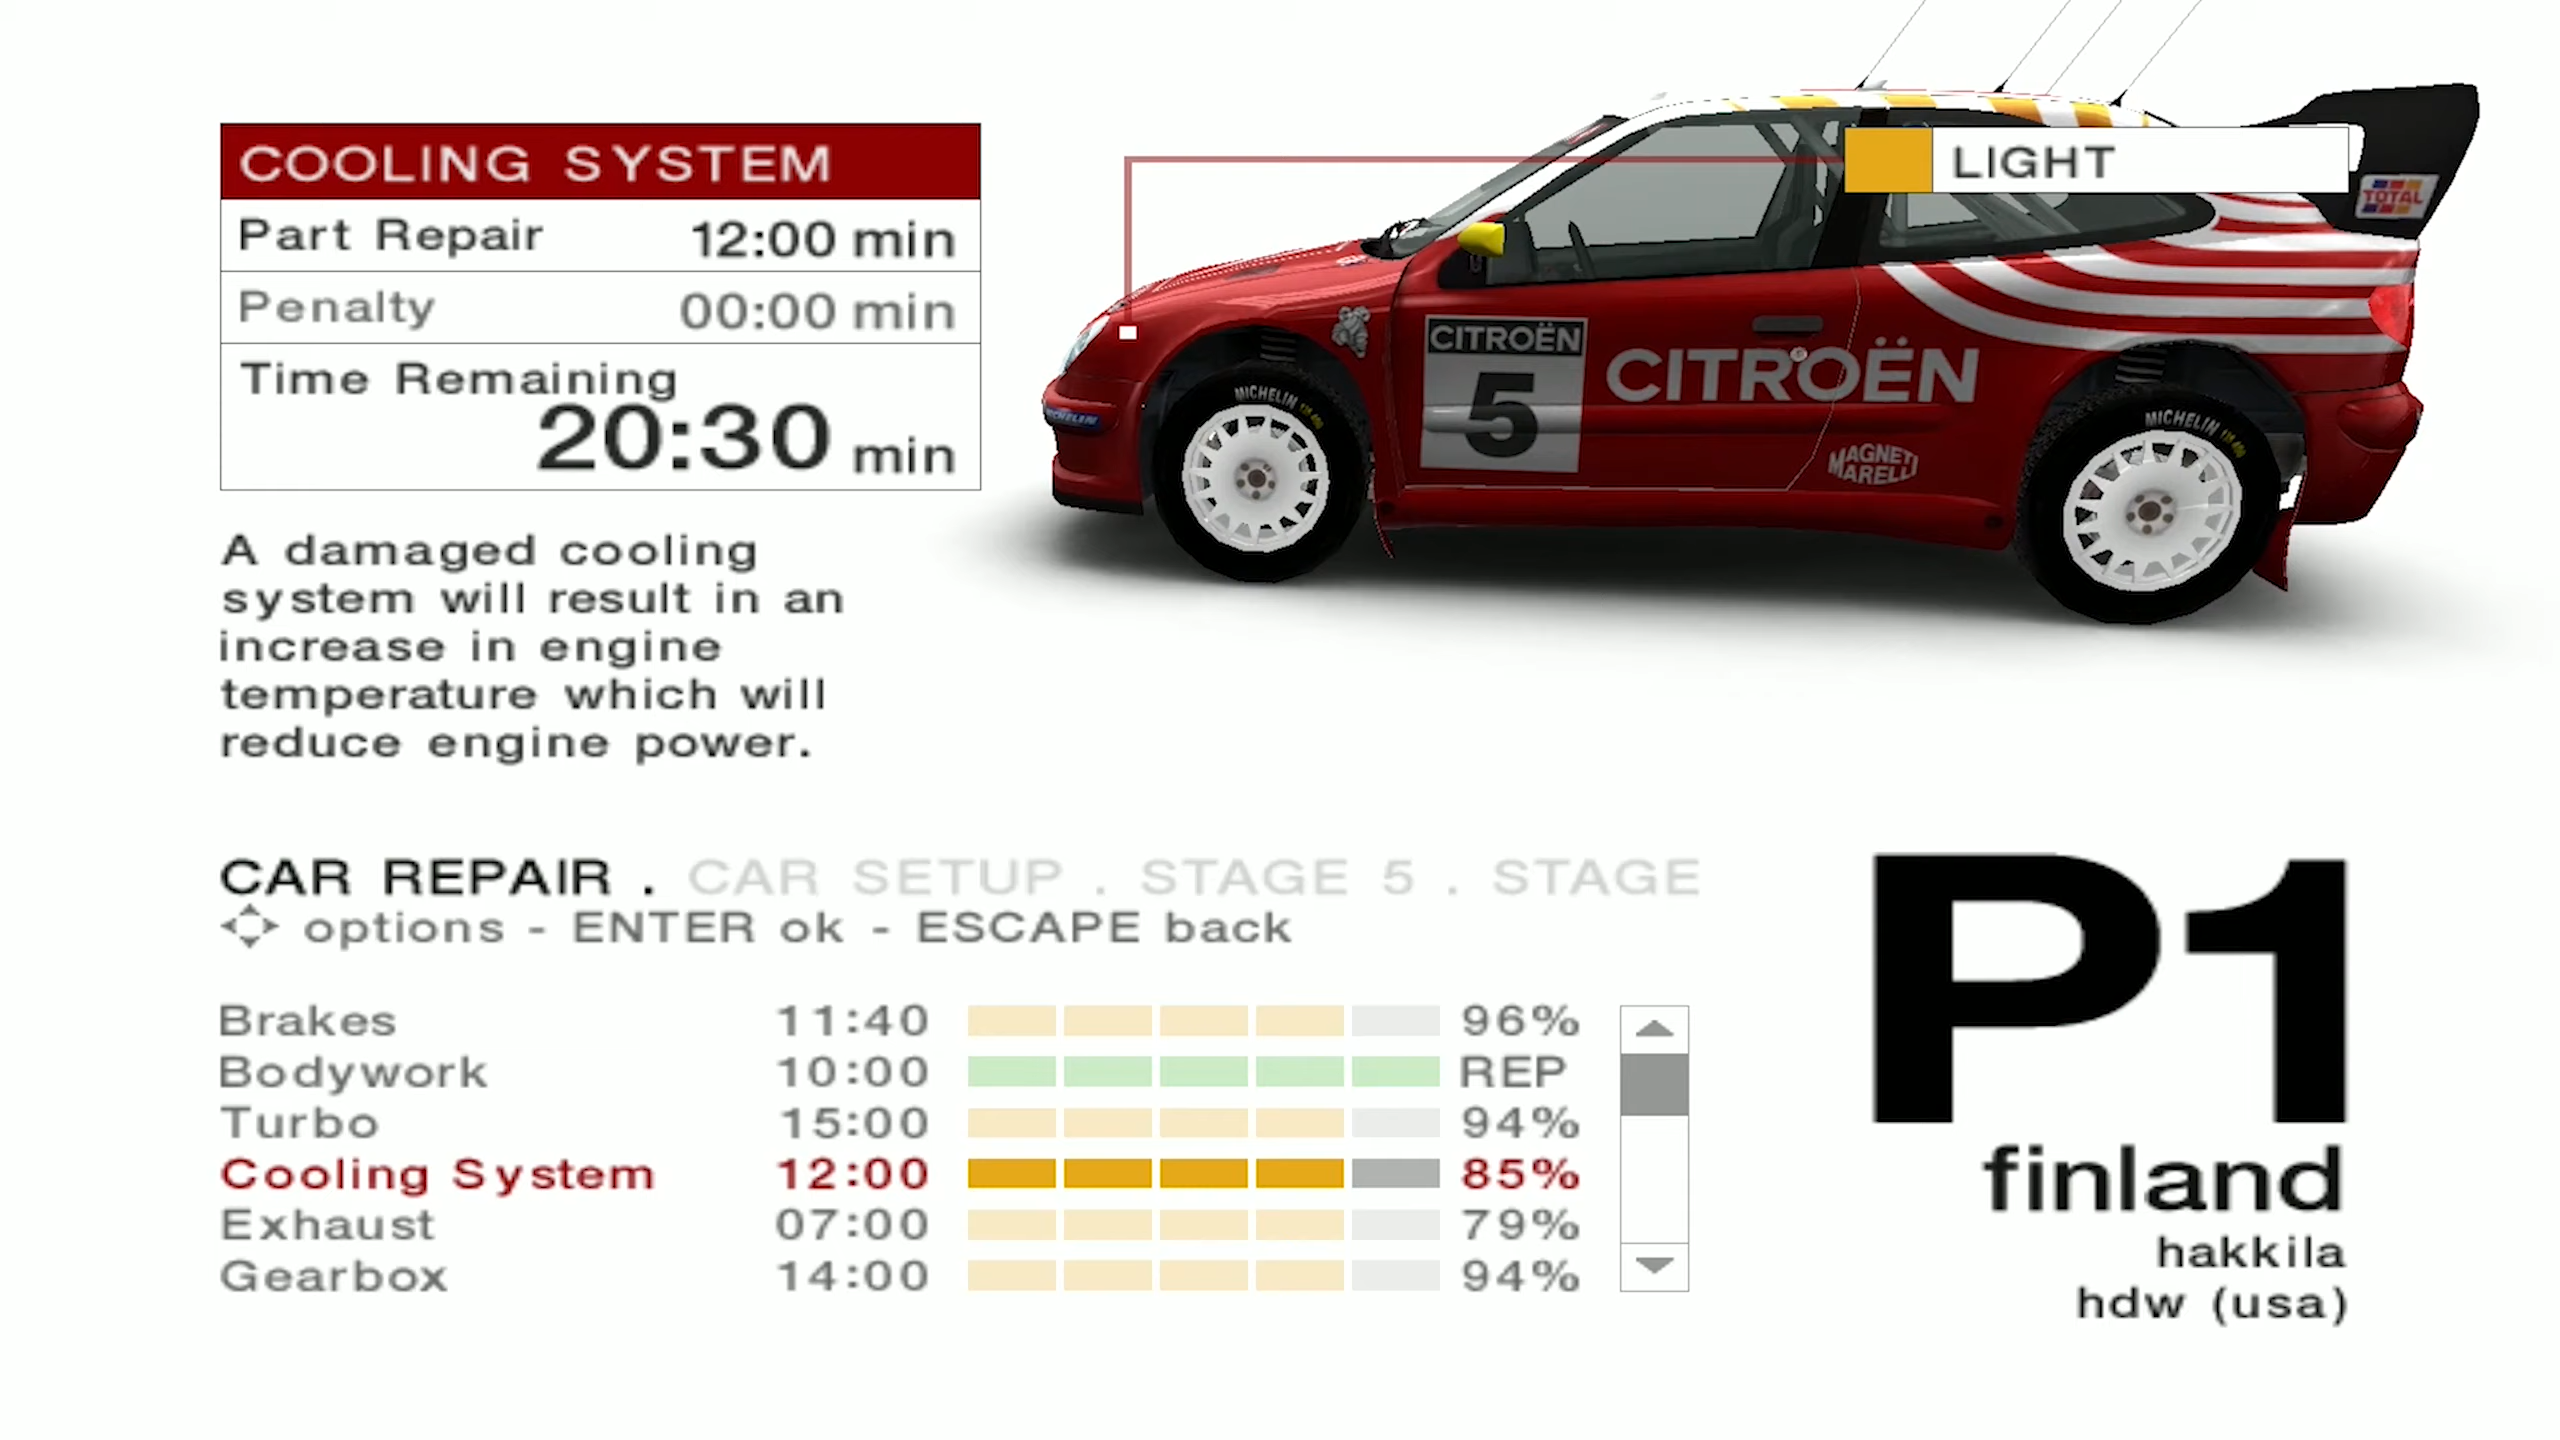 COOLING SYSTEM
Part Repair 12:00 min
Penalty 00:00 min
Time Remaining
20:30 min
A damaged cooling
system will result in an
increase in engine
temperature which will
reduce engine power.
LIGHT
TOTAL
CITROËN
5
CITROËN
MAGNETI
MARELLI
MICHELIN
MICHELIN
MICHELIN
CAR REPAIR . CAR SETUP . STAGE 5 . STAGE
options - ENTER ok - ESCAPE back
Brakes 11:40 96%
Bodywork 10:00 REP
Turbo 15:00 94%
Cooling System 12:00 85%
Exhaust 07:00 79%
Gearbox 14:00 94%
P1
finland
hakkila
hdw (usa)